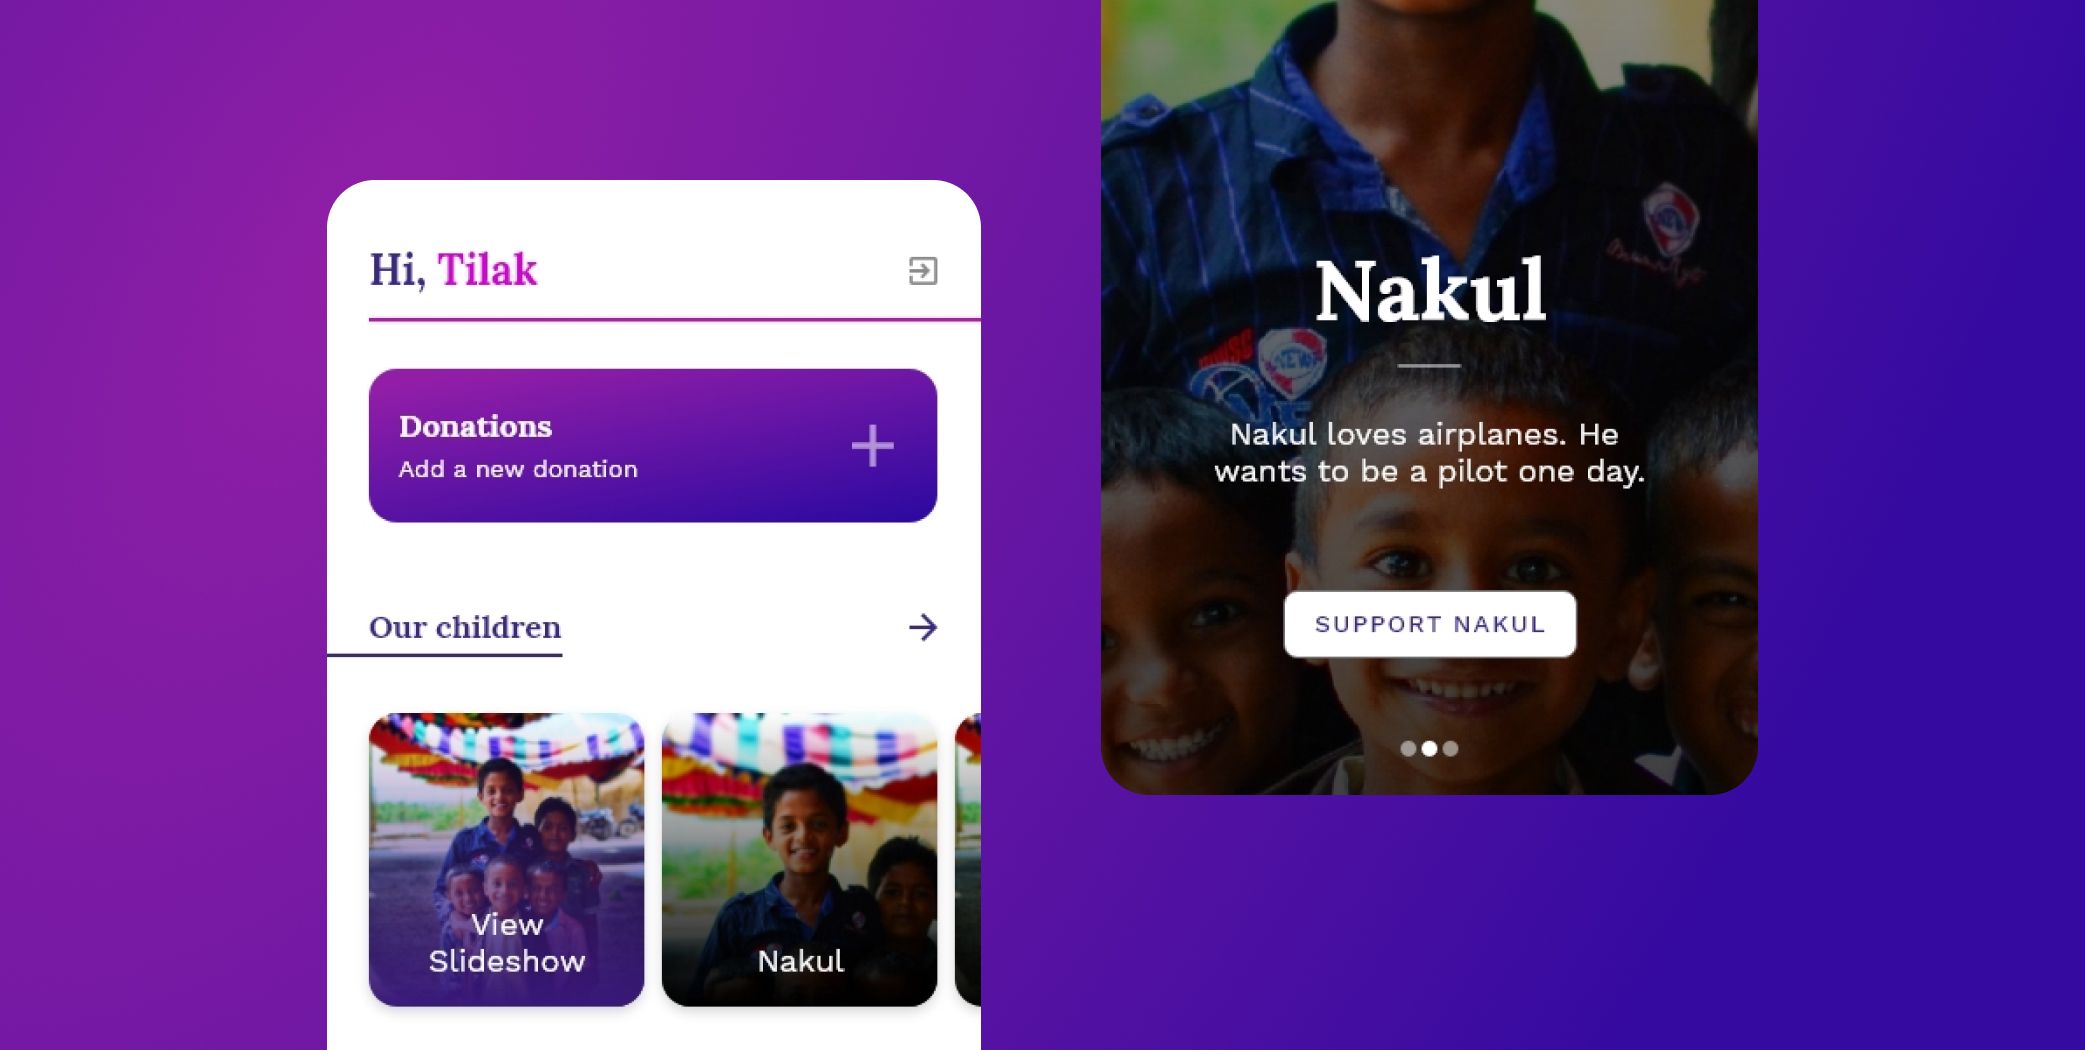 Hi, Tilak
Donations
Add a new donation
Our children
View
Slideshow
Nakul
Nakul
Nakul loves airplanes. He
wants to be a pilot one day.
SUPPORT NAKUL